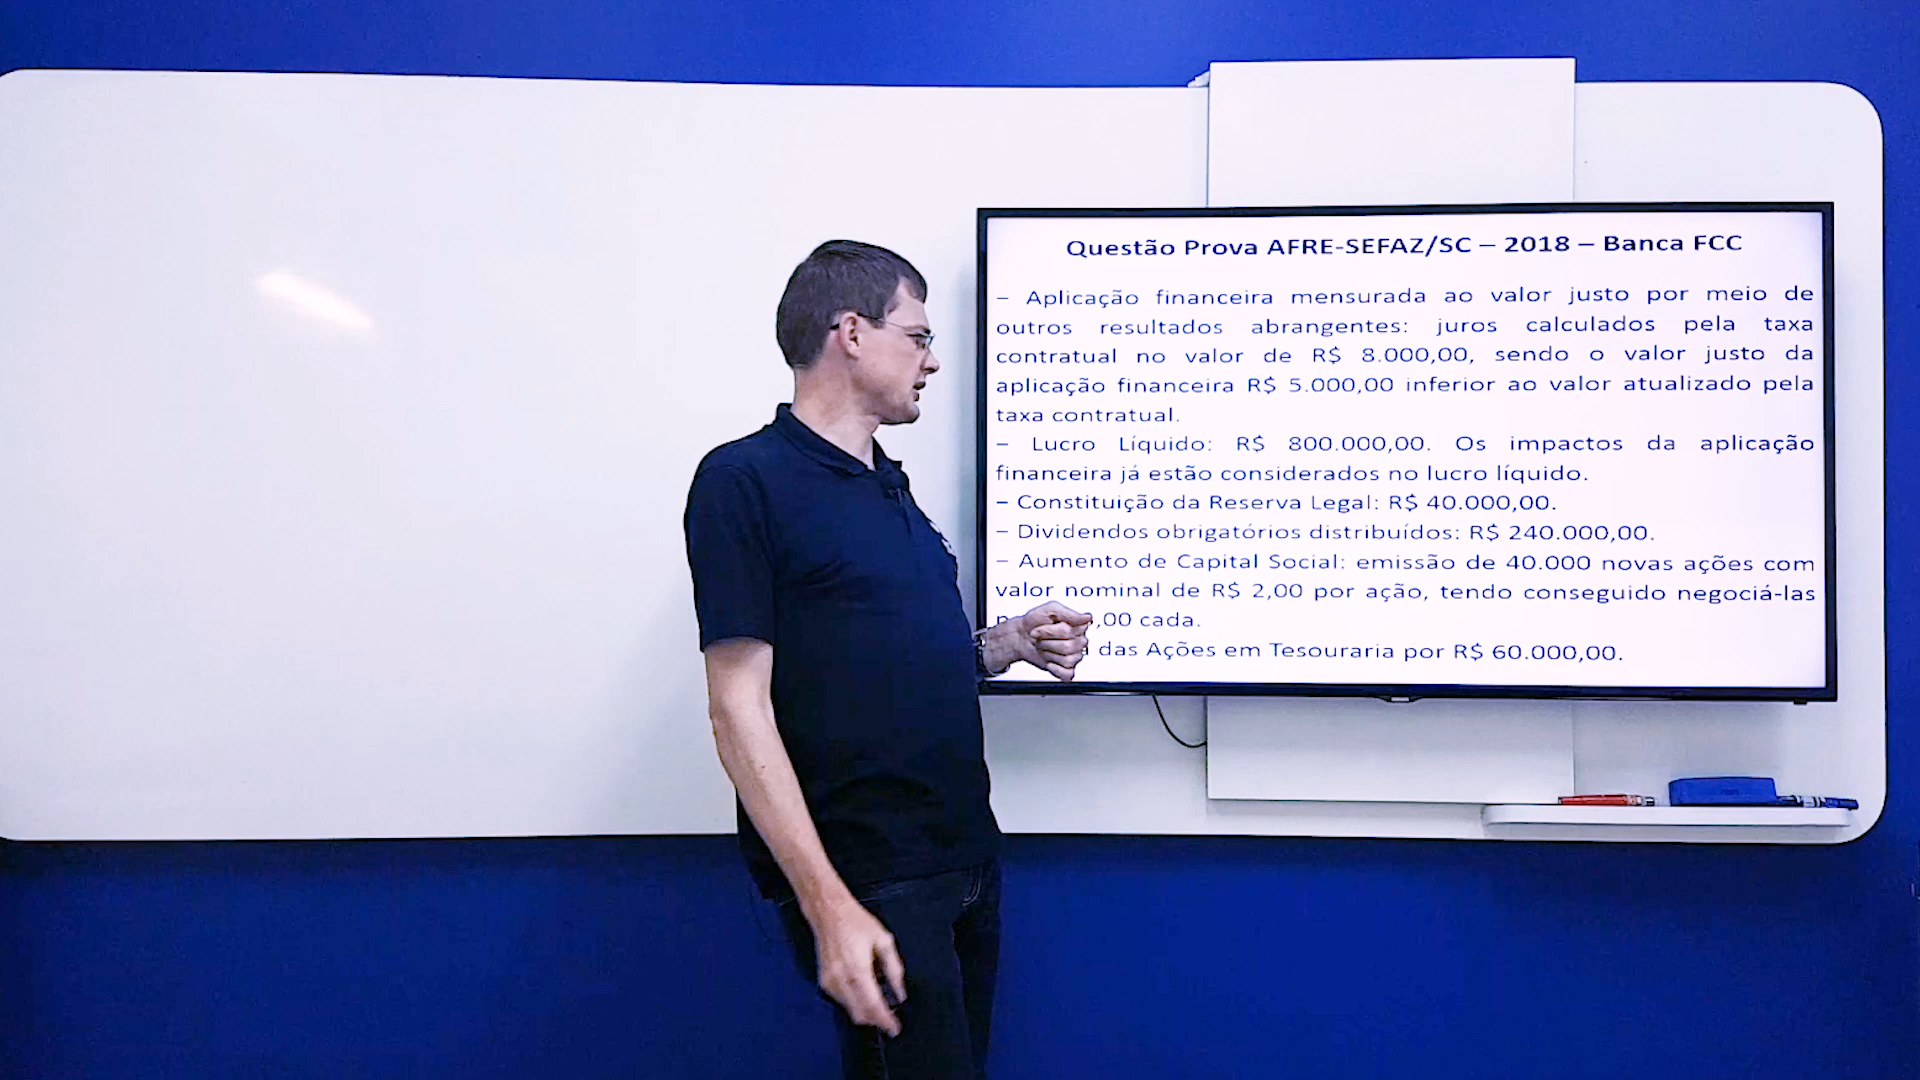 Questão Prova AFRE-SEFAZ/SC – 2018 – Banca FCC
– Aplicação financeira mensurada ao valor justo por meio de
outros resultados abrangentes: juros calculados pela taxa
contratual no valor de R$ 8.000,00, sendo o valor justo da
aplicação financeira R$ 5.000,00 inferior ao valor atualizado pela
taxa contratual.
– Lucro Líquido: R$ 800.000,00. Os impactos da aplicação
financeira já estão considerados no lucro líquido.
– Constituição da Reserva Legal: R$ 40.000,00.
– Dividendos obrigatórios distribuídos: R$ 240.000,00.
– Aumento de Capital Social: emissão de 40.000 novas ações com
valor nominal de R$ 2,00 por ação, tendo conseguido negociá-las
,00 cada.
das Ações em Tesouraria por R$ 60.000,00.